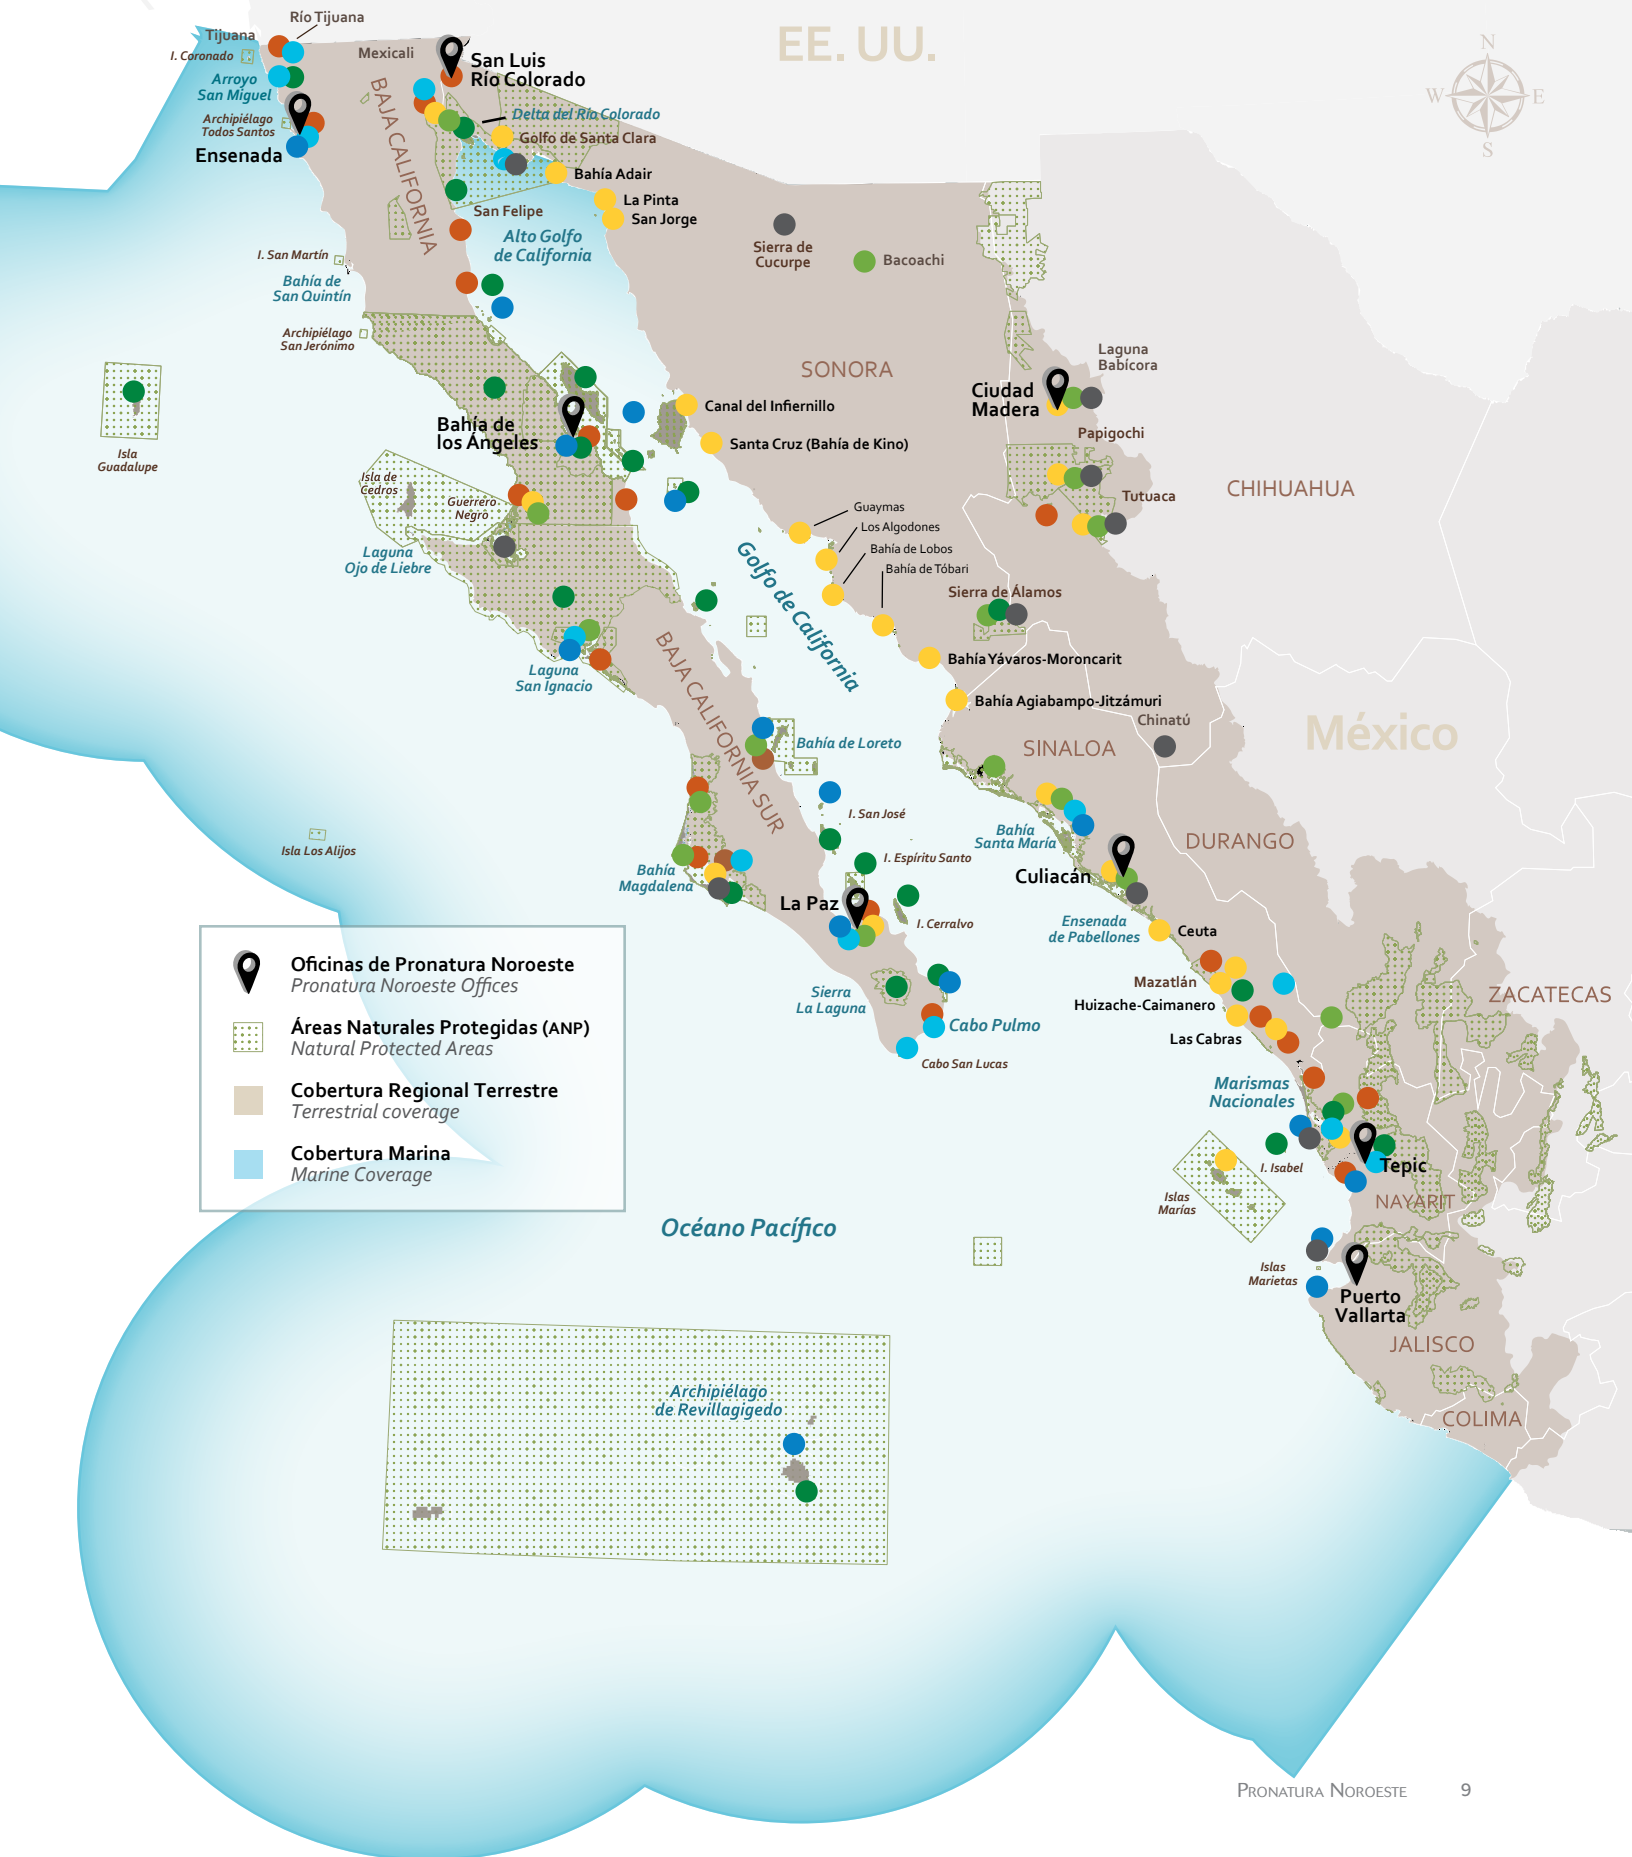 Río Tijuana
Tijuana
I. Coronado
Mexicali
San Luis
Río Colorado
EE. UU.
N
W
E
S
Arroyo
San Miguel
Archipiélago
Todos Santos
Ensenada
BAJA CALIFORNIA
Delta del Río Colorado
Golfo de Santa Clara
Bahía Adair
La Pinta
San Jorge
San Felipe
Alto Golfo
de California
Sierra de
Cucurpe
Bacoachi
I. San Martín
Bahía de
San Quintín
Archipiélago
San Jerónimo
SONORA
Laguna
Babícora
Ciudad
Madera
Papigochi
Canal del Infiernillo
Santa Cruz (Bahía de Kino)
Bahía de
los Ángeles
Isla
Guadalupe
Isla de
Cedros
Guerrero
Negro
CHIHUAHUA
Tutuaca
Guaymas
Los Algodones
Bahía de Lobos
Bahía de Tóbari
Laguna
Ojo de Liebre
Golfo de California
Sierra de Álamos
Laguna
San Ignacio
BAJA CALIFORNIA SUR
Bahía Yávaros-Moroncarit
Bahía Agiabampo-Jitzámuri
Chinatú
México
Bahía de Loreto
SINALOA
I. San José
Isla Los Alijos
Bahía
Santa María
DURANGO
I. Espíritu Santo
Bahía
Magdalena
Culiacán
La Paz
I. Cerralvo
Ensenada
de Pabellones
Ceuta
Mazatlán
Sierra
La Laguna
Huizache-Caimanero
ZACATECAS
Cabo Pulmo
Las Cabras
Cabo San Lucas
Marismas
Nacionales
Oficinas de Pronatura Noroeste
Pronatura Noroeste Offices
Áreas Naturales Protegidas (ANP)
Natural Protected Areas
Cobertura Regional Terrestre
Terrestrial coverage
Cobertura Marina
Marine Coverage
I. Isabel
Tepic
Islas
Marías
NAYARIT
Océano Pacífico
Islas
Marietas
Puerto
Vallarta
JALISCO
Archipiélago
de Revillagigedo
COLIMA
PRONATURA NOROESTE 9